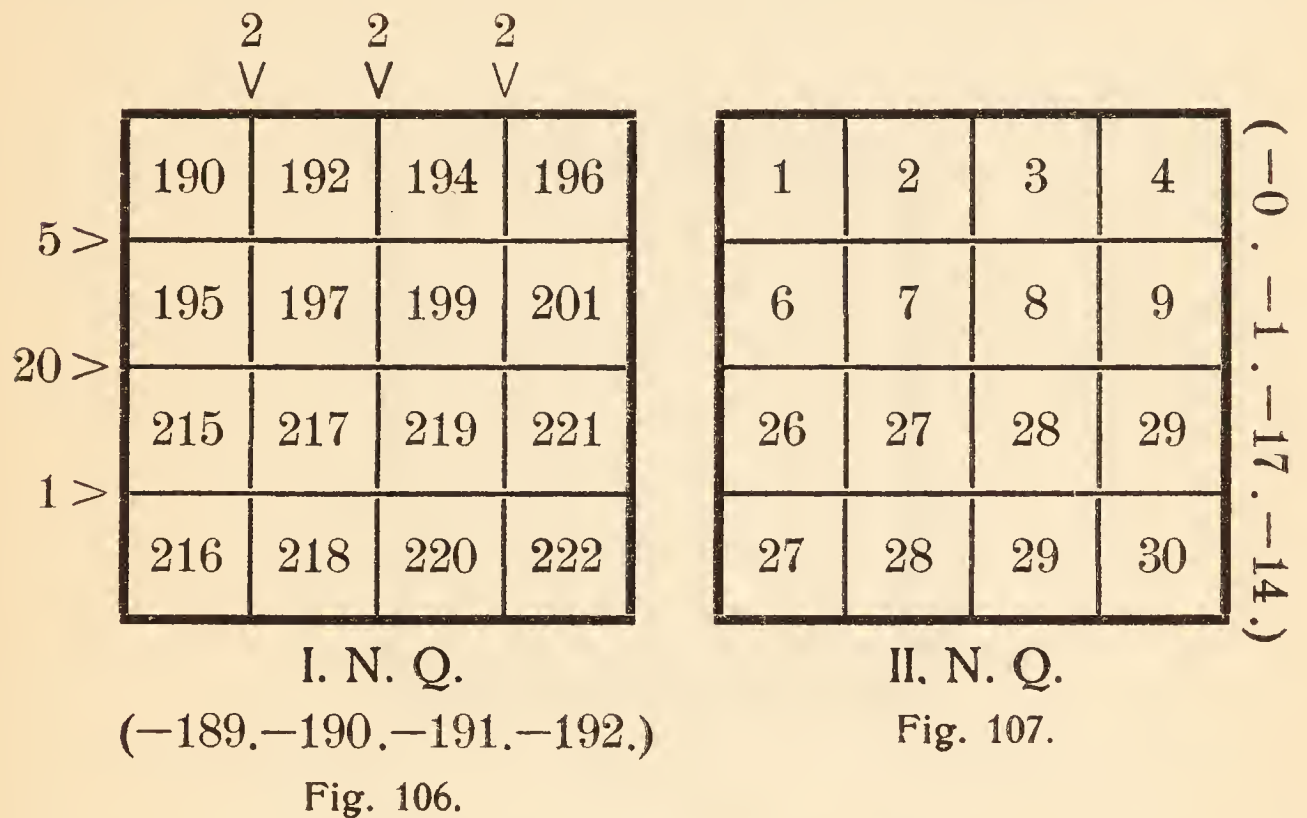 2 2 2
V V V
190 192 194 196
5 >
195 197 199 201
20 >
215 217 219 221
1 >
216 218 220 222
I. N. Q.
(−189.−190.−191.−192.)
Fig. 106.
1 2 3 4
6 7 8 9
26 27 28 29
27 28 29 30
(−0 . −1 . −17 . −14 .)
II. N. Q.
Fig. 107.